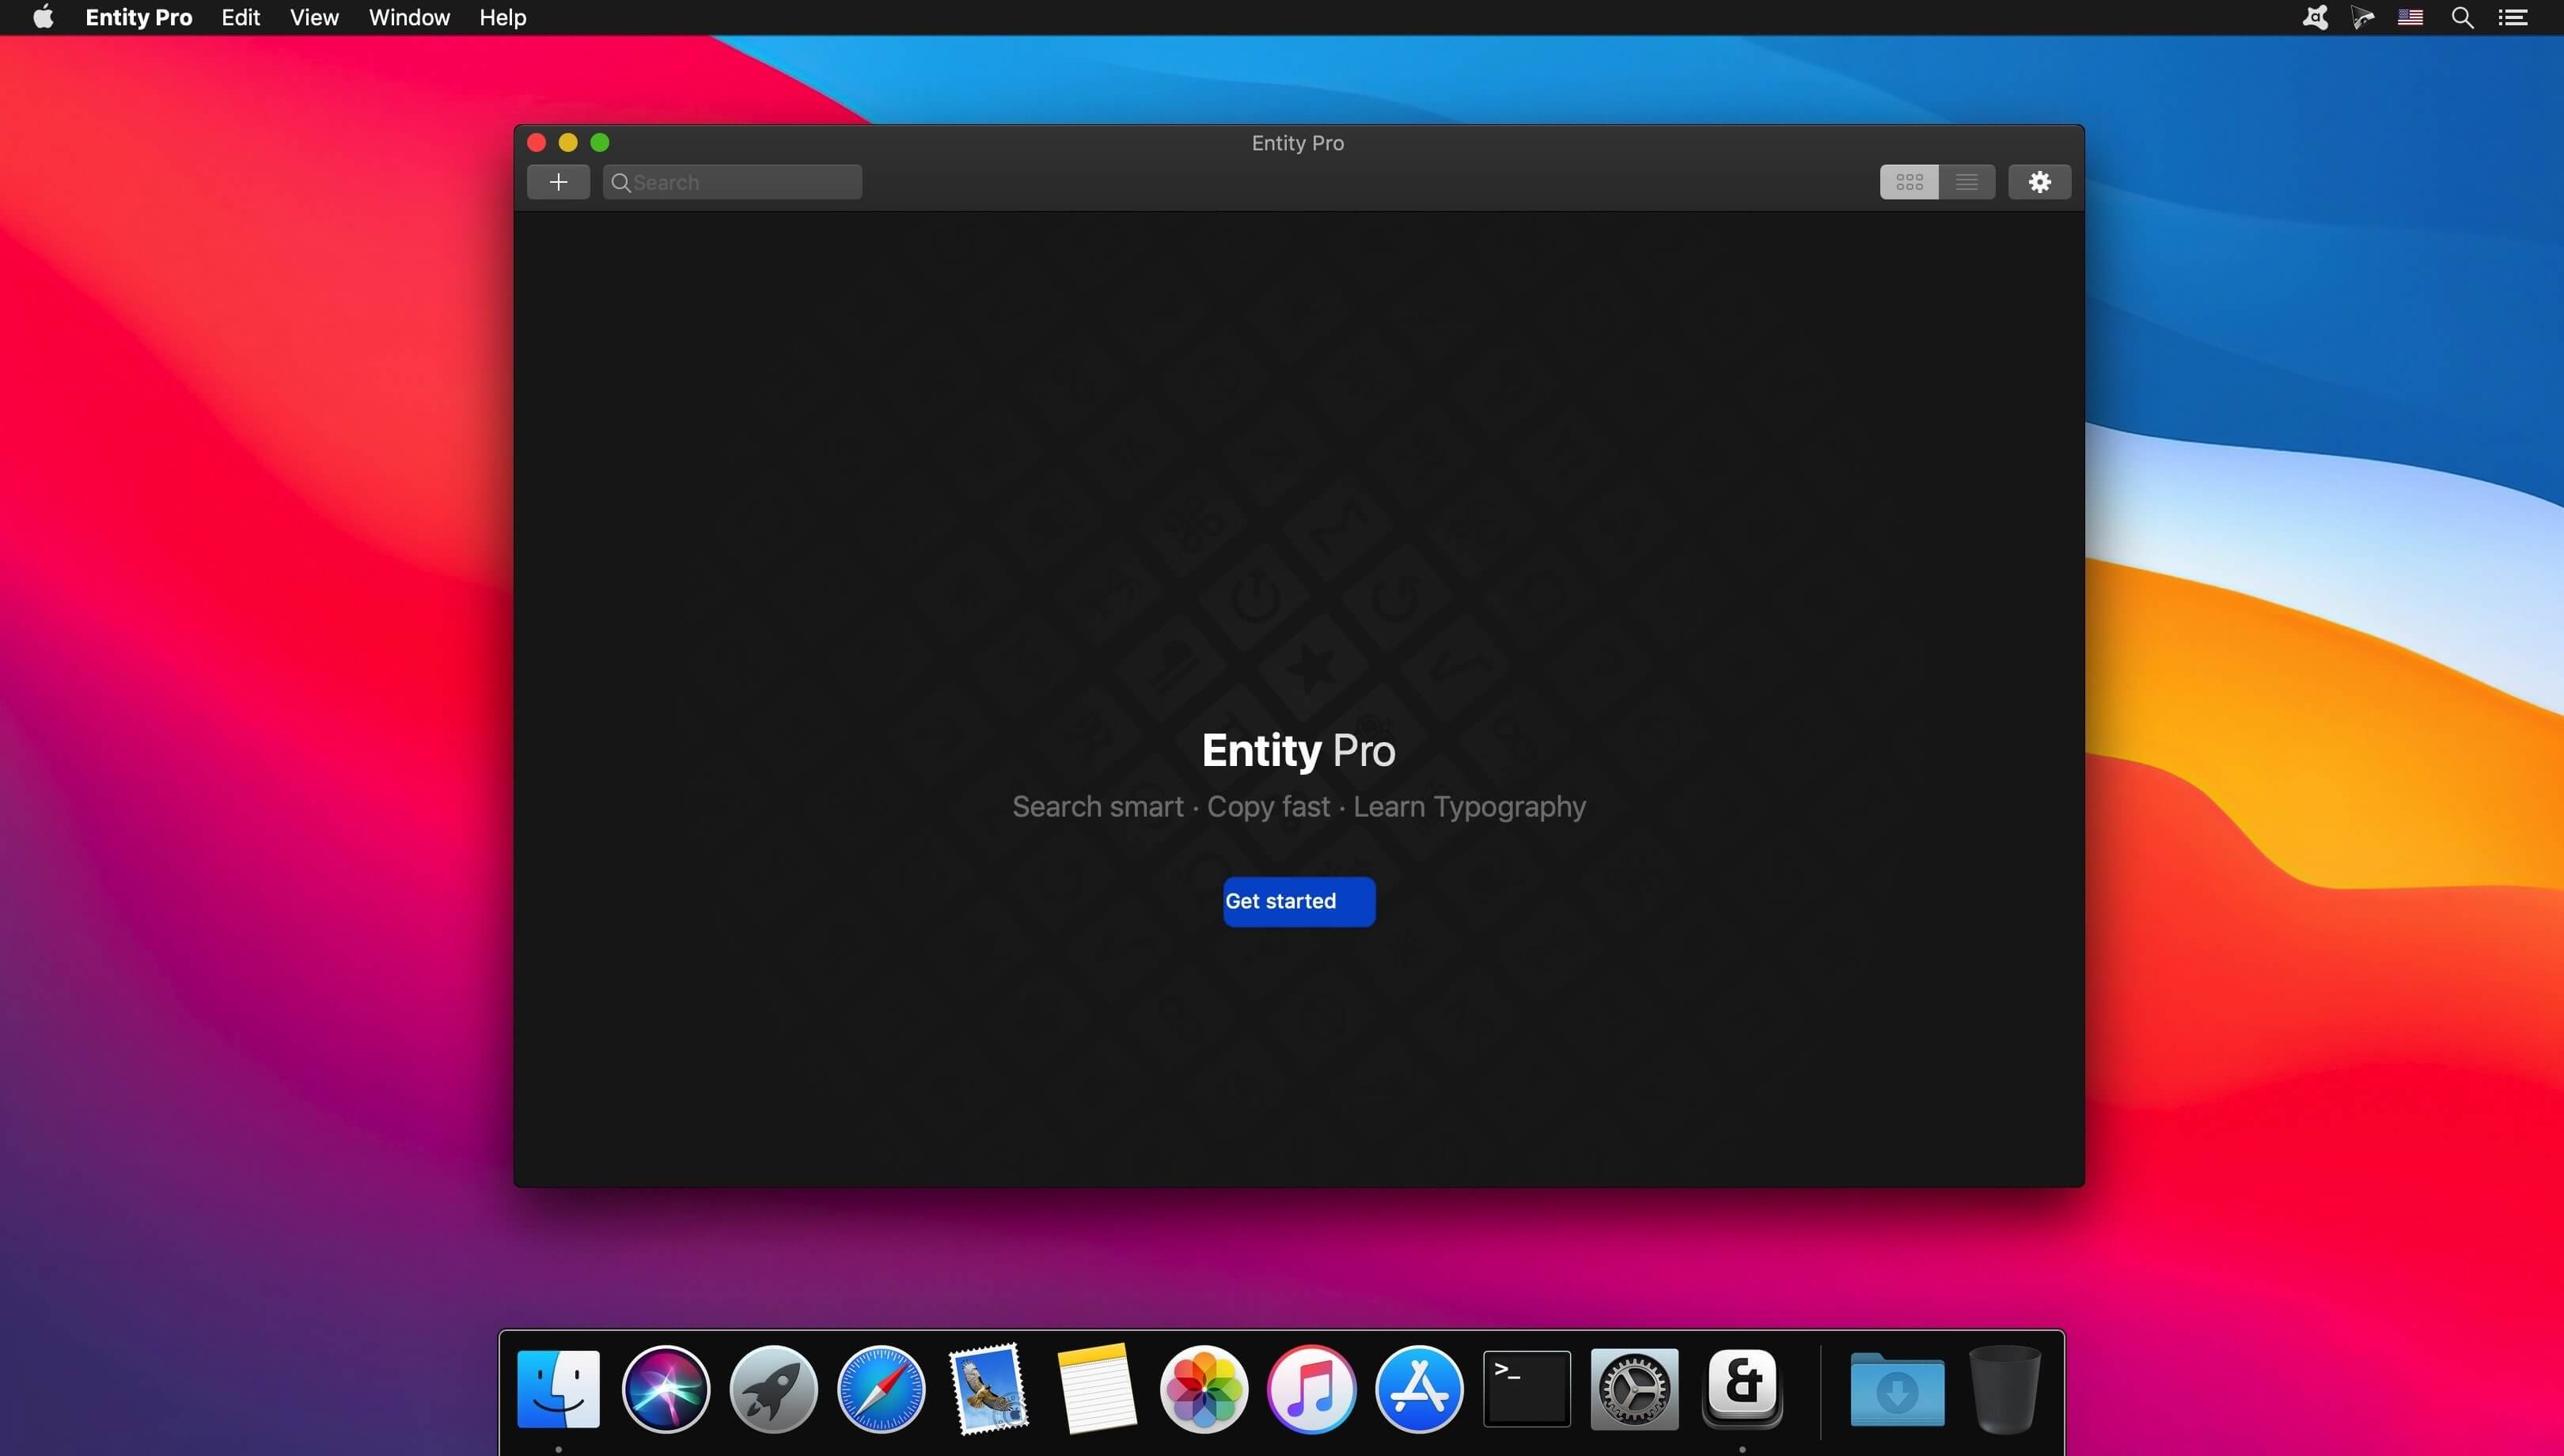 Entity Pro Edit View Window Help
Entity Pro
Search
Entity Pro
Search smart · Copy fast · Learn Typography
Get started
>_
&